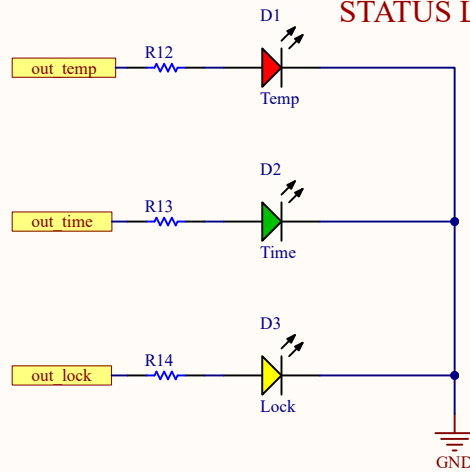 STATUS L
D1
R12
out_temp
Temp
D2
R13
out_time
Time
D3
R14
out_lock
Lock
GND